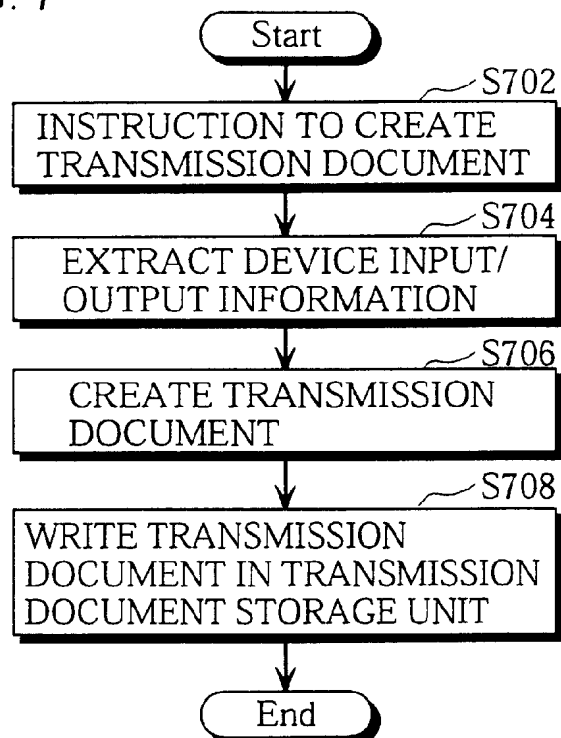 Start
S702
INSTRUCTION TO CREATE
TRANSMISSION DOCUMENT
S704
EXTRACT DEVICE INPUT/
OUTPUT INFORMATION
S706
CREATE TRANSMISSION
DOCUMENT
S708
WRITE TRANSMISSION
DOCUMENT IN TRANSMISSION
DOCUMENT STORAGE UNIT
End